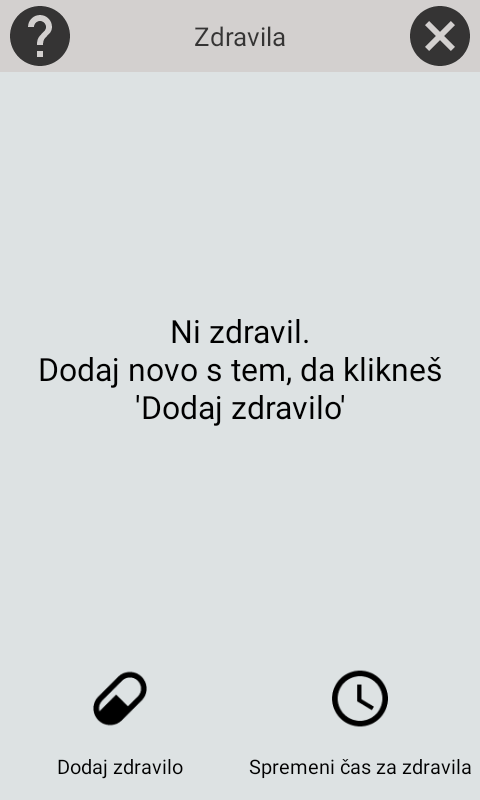 Zdravila
Ni zdravil.
Dodaj novo s tem, da klikneš
'Dodaj zdravilo'
Dodaj zdravilo
Spremeni čas za zdravila